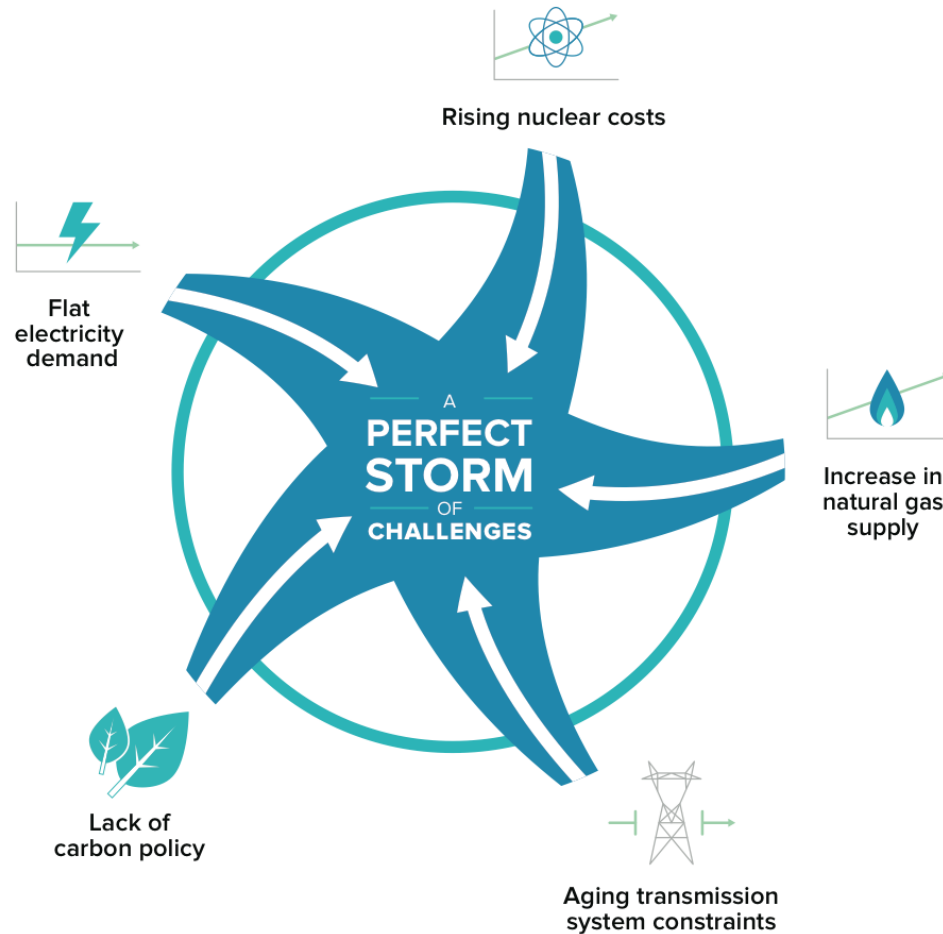 Rising nuclear costs
Flat
electricity
demand
A
PERFECT
STORM
OF
CHALLENGES
Increase in
natural gas
supply
Lack of
carbon policy
Aging transmission
system constraints